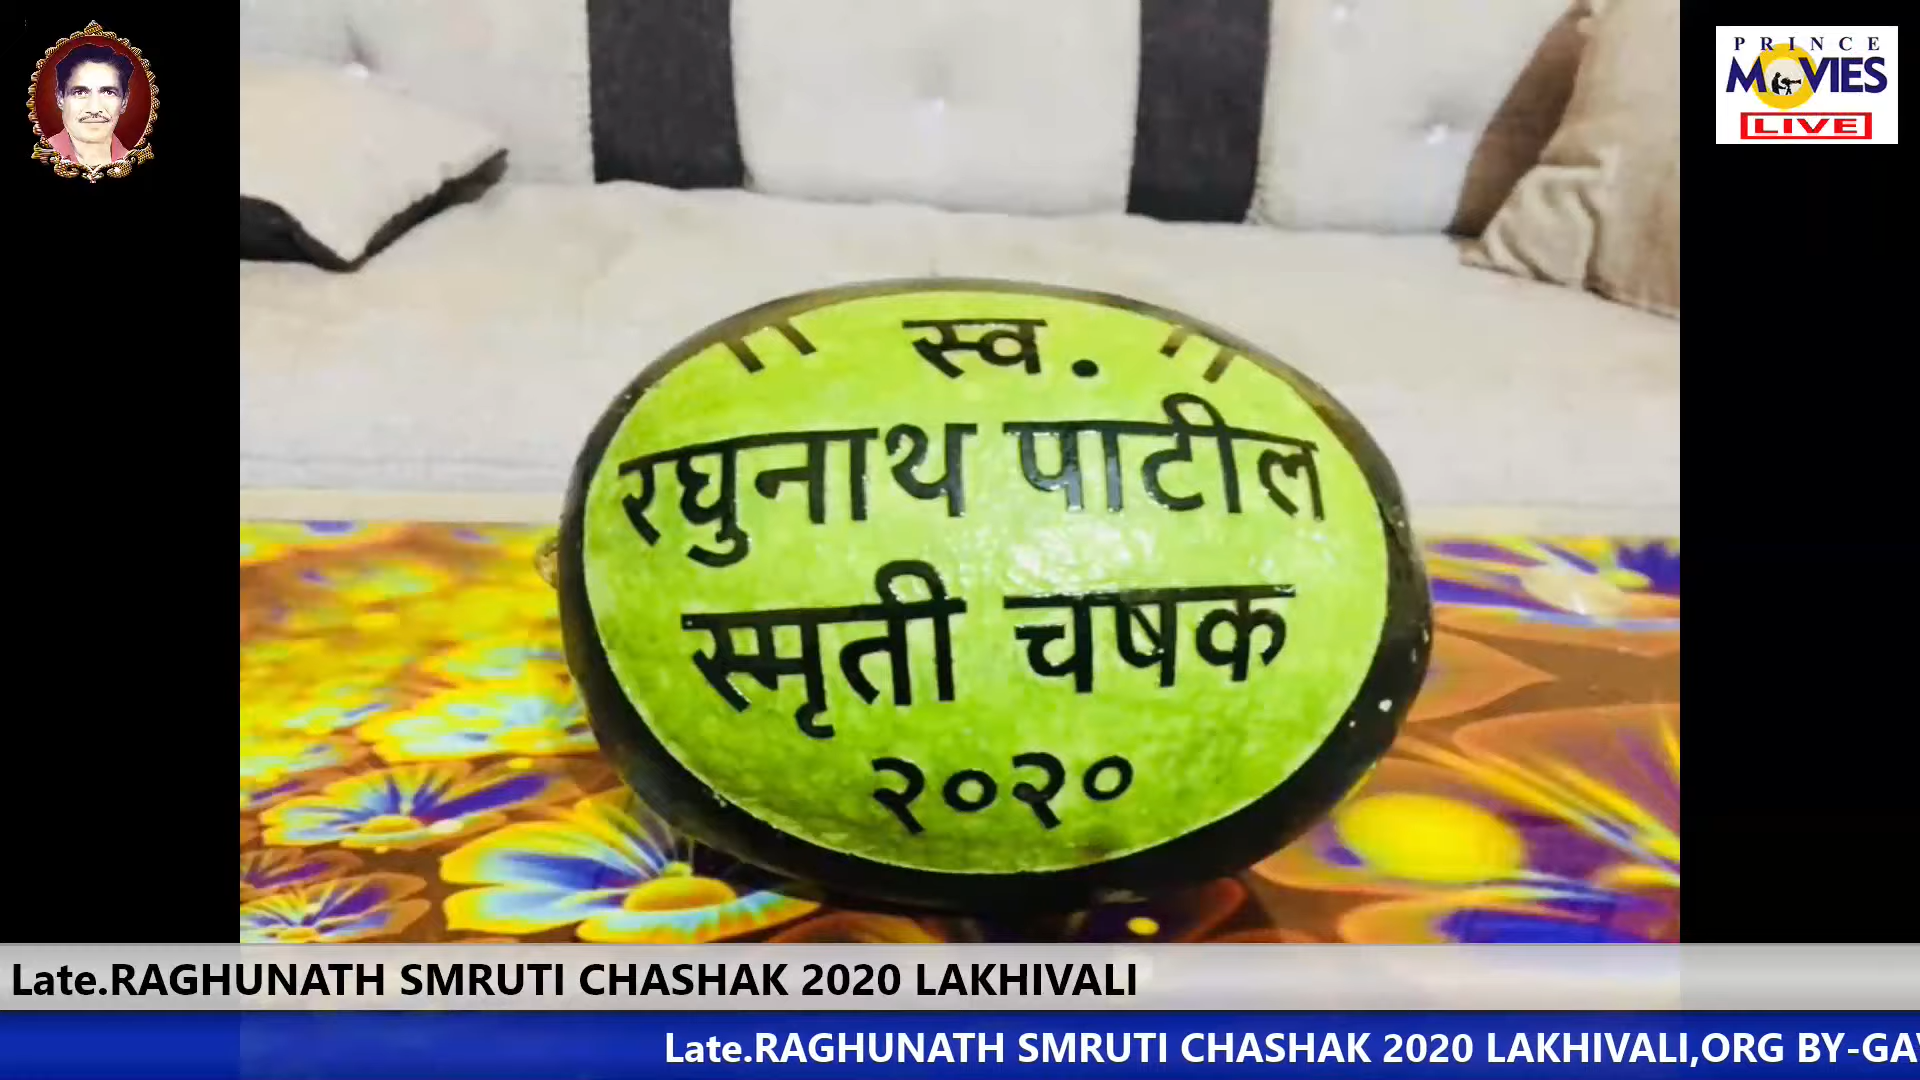 PRINCE
MOVIES
LIVE
स्व.
रघुनाथ पाटील
स्मृती चषक
२०२०
Late.RAGHUNATH SMRUTI CHASHAK 2020 LAKHIVALI
Late.RAGHUNATH SMRUTI CHASHAK 2020 LAKHIVALI,ORG BY-